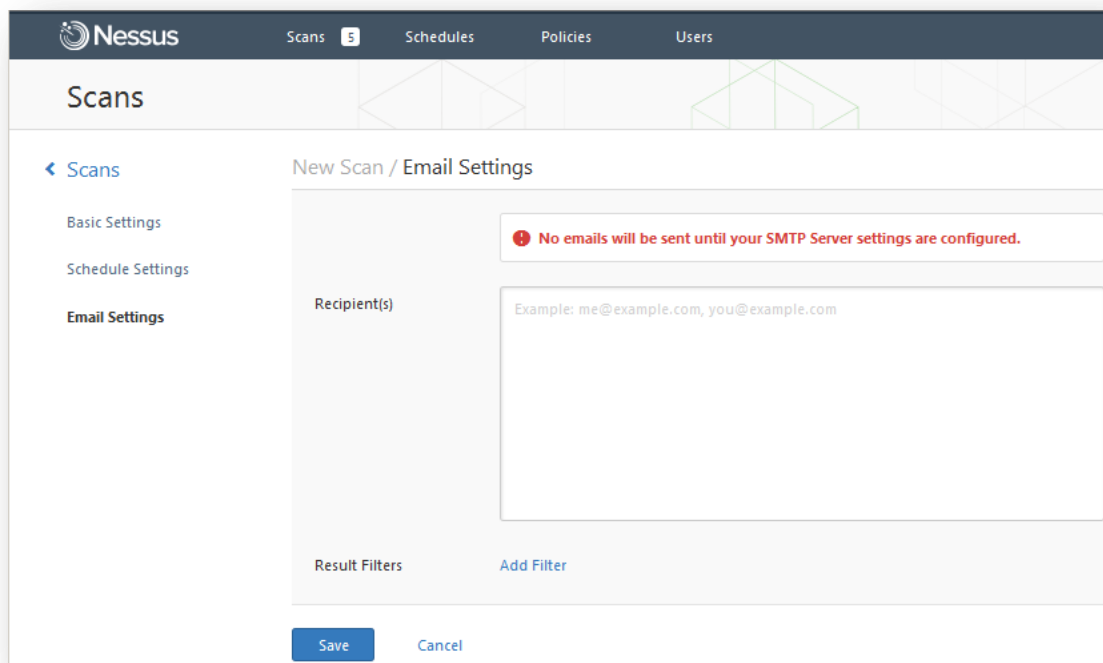 Nessus Scans 5 Schedules Policies Users
Scans
Scans
New Scan / Email Settings
Basic Settings
No emails will be sent until your SMTP Server settings are configured.
Schedule Settings
Recipient(s)
Example: me@example.com, you@example.com
Email Settings
Result Filters Add Filter
Save Cancel